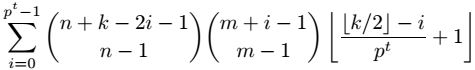 \sum_{i=0}^{p^t-1} \binom{n+k-2i-1}{n-1} \binom{m+i-1}{m-1} \left\lfloor \frac{\lfloor k/2 \rfloor - i}{p^t} + 1 \right\rfloor